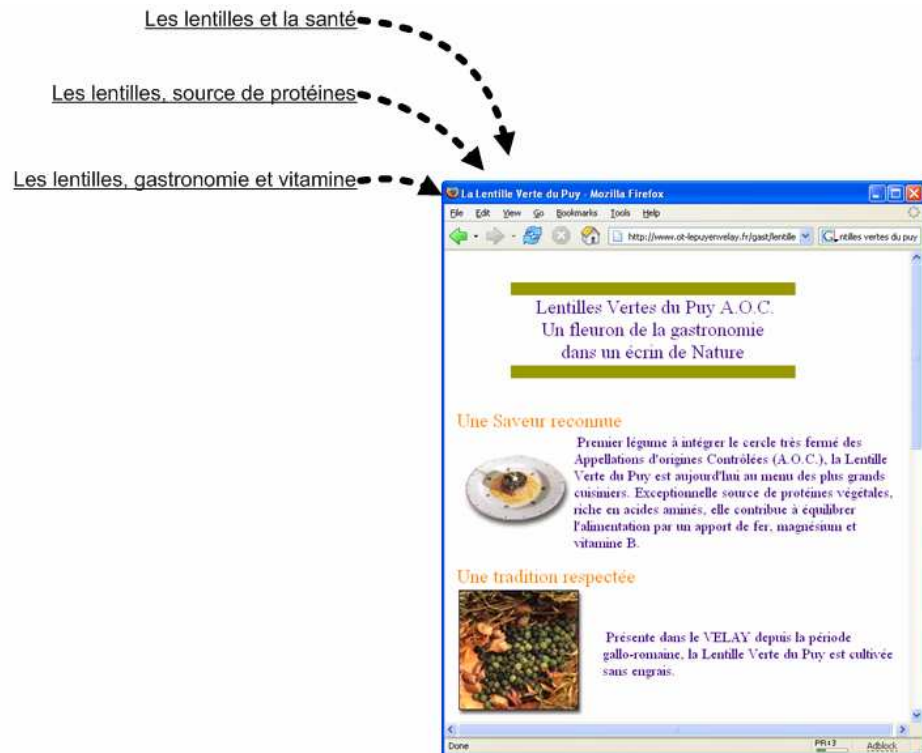 Les lentilles et la santé
Les lentilles, source de protéines
Les lentilles, gastronomie et vitamine
La Lentille Verte du Puy - Mozilla Firefox
File Edit View Go Bookmarks Tools Help
http://www.ot-lepuyenvelay.fr/gast/lentille
ntilles vertes du puy
Lentilles Vertes du Puy A.O.C.
Un fleuron de la gastronomie
dans un écrin de Nature
Une Saveur reconnue
Premier légume à intégrer le cercle très fermé des
Appellations d'origines Contrôlées (A.O.C.), la Lentille
Verte du Puy est aujourd'hui au menu des plus grands
cuisiniers. Exceptionnelle source de protéines végétales,
riche en acides aminés, elle contribue à équilibrer
l'alimentation par un apport de fer, magnésium et
vitamine B.
Une tradition respectée
Présente dans le VELAY depuis la période
gallo-romaine, la Lentille Verte du Puy est cultivée
sans engrais.
Done
PR:3
Adblock